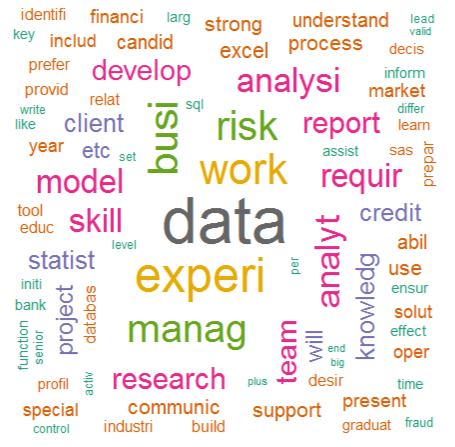 identifi financi larg strong understand lead
key includ candid excel process decis valid
prefer develop analysi inform
provid relat sql market
write busi risk report differ
like client learn
year etc set work assist sas prepar
model requir
tool skill data credit
educ level analyt abil
statist experi per knowledg use
initi ensur
bank project databas manag solut
function senior team will effect
end oper
big
profil activ research plus desir time
special communic support present
control industri build graduat fraud